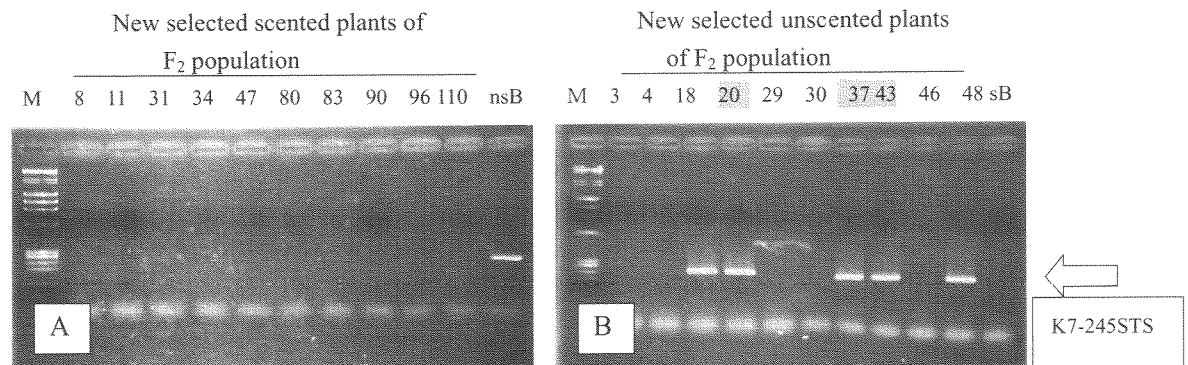 New selected scented plants of
F₂ population
M 8 11 31 34 47 80 83 90 96 110 nsB
A
New selected unscented plants
of F₂ population
M 3 4 18 20 29 30 37 43 46 48 sB
B
K7-245STS